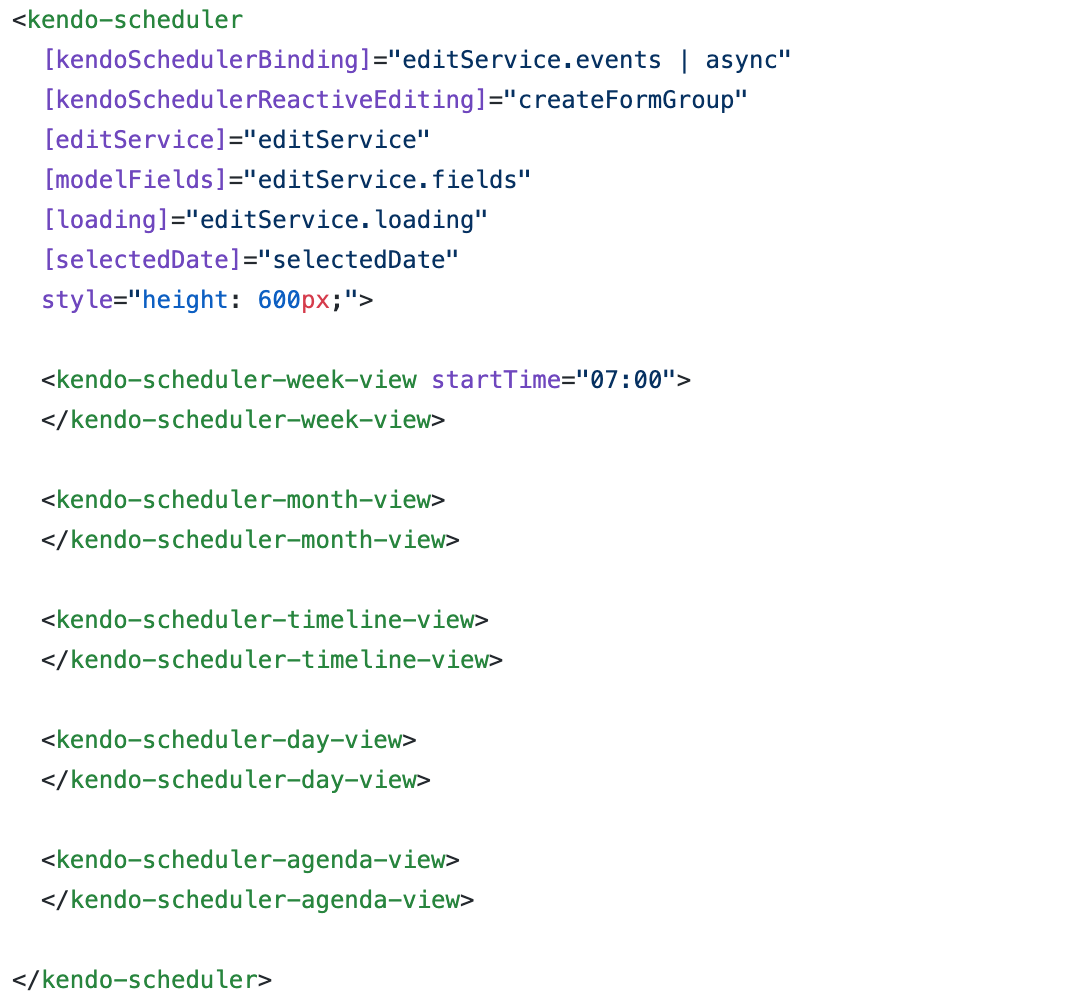 <kendo-scheduler
  [kendoSchedulerBinding]="editService.events | async"
  [kendoSchedulerReactiveEditing]="createFormGroup"
  [editService]="editService"
  [modelFields]="editService.fields"
  [loading]="editService.loading"
  [selectedDate]="selectedDate"
  style="height: 600px;">

  <kendo-scheduler-week-view startTime="07:00">
  </kendo-scheduler-week-view>

  <kendo-scheduler-month-view>
  </kendo-scheduler-month-view>

  <kendo-scheduler-timeline-view>
  </kendo-scheduler-timeline-view>

  <kendo-scheduler-day-view>
  </kendo-scheduler-day-view>

  <kendo-scheduler-agenda-view>
  </kendo-scheduler-agenda-view>

</kendo-scheduler>